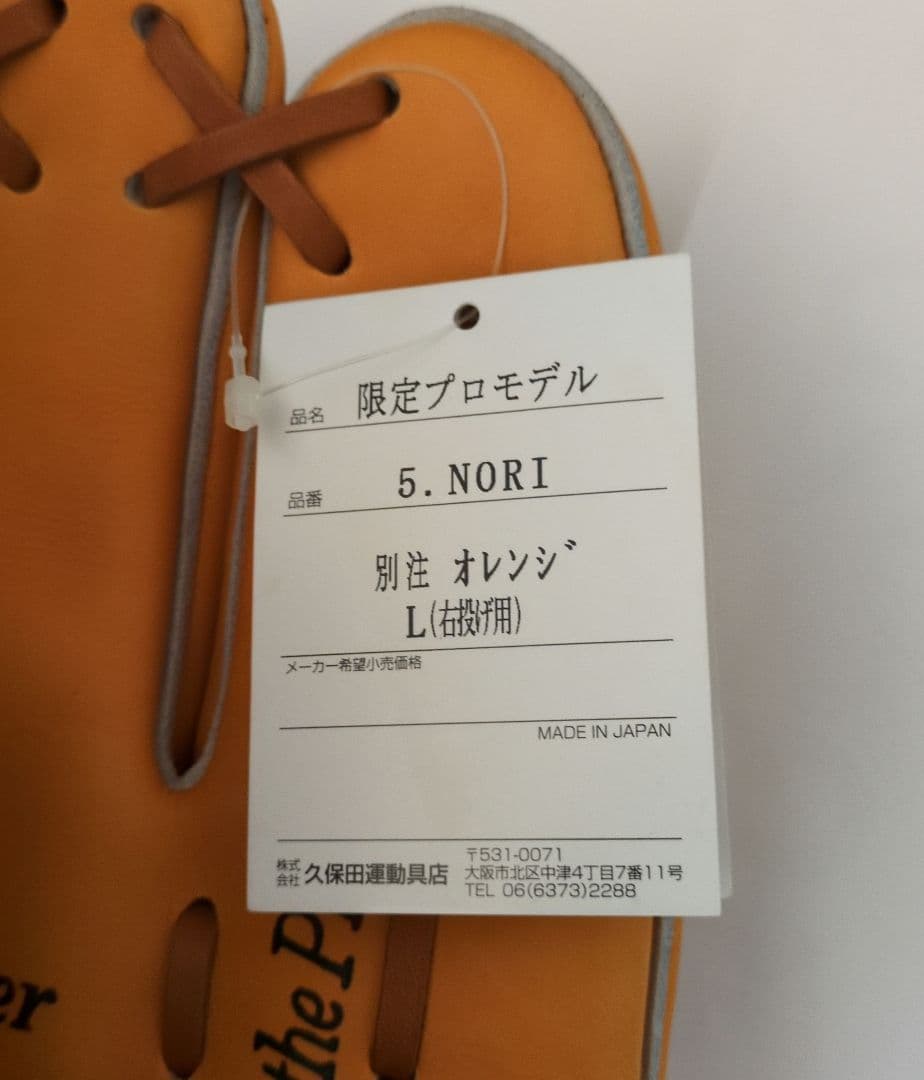 品名 限定プロモデル
品番 5.NORI
別注 オレンジ
L(右投げ用)
メーカー希望小売価格
MADE IN JAPAN
株式会社 久保田運動具店
〒531-0071
大阪市北区中津4丁目7番11号
TEL 06(6373)2288
er
the P